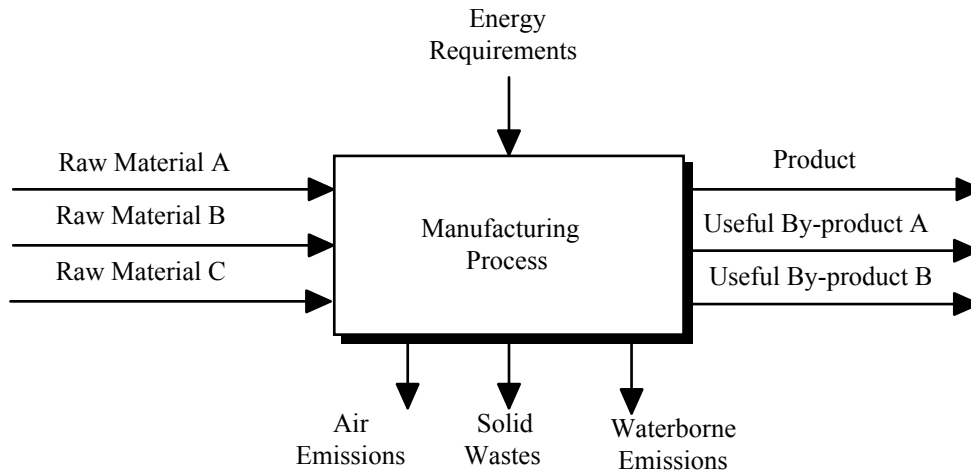 Energy
Requirements
Raw Material A
Raw Material B
Raw Material C
Manufacturing
Process
Product
Useful By-product A
Useful By-product B
Air
Emissions
Solid
Wastes
Waterborne
Emissions